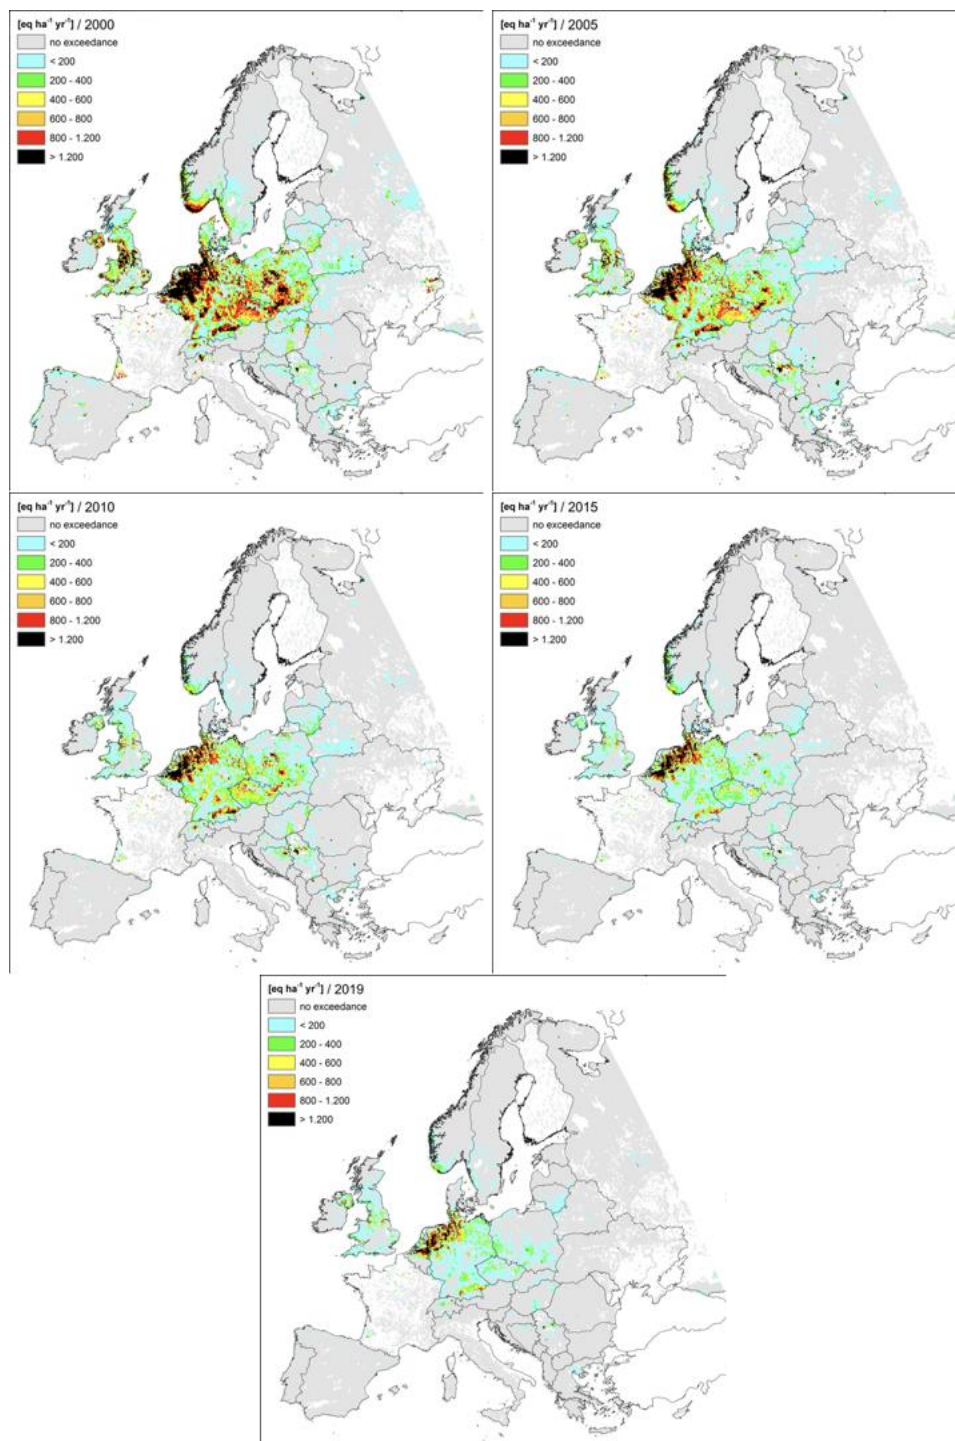 [eq ha⁻¹ yr⁻¹] / 2000
no exceedance
< 200
200 - 400
400 - 600
600 - 800
800 - 1.200
> 1.200
[eq ha⁻¹ yr⁻¹] / 2005
no exceedance
< 200
200 - 400
400 - 600
600 - 800
800 - 1.200
> 1.200
[eq ha⁻¹ yr⁻¹] / 2010
no exceedance
< 200
200 - 400
400 - 600
600 - 800
800 - 1.200
> 1.200
[eq ha⁻¹ yr⁻¹] / 2015
no exceedance
< 200
200 - 400
400 - 600
600 - 800
800 - 1.200
> 1.200
[eq ha⁻¹ yr⁻¹] / 2019
no exceedance
< 200
200 - 400
400 - 600
600 - 800
800 - 1.200
> 1.200